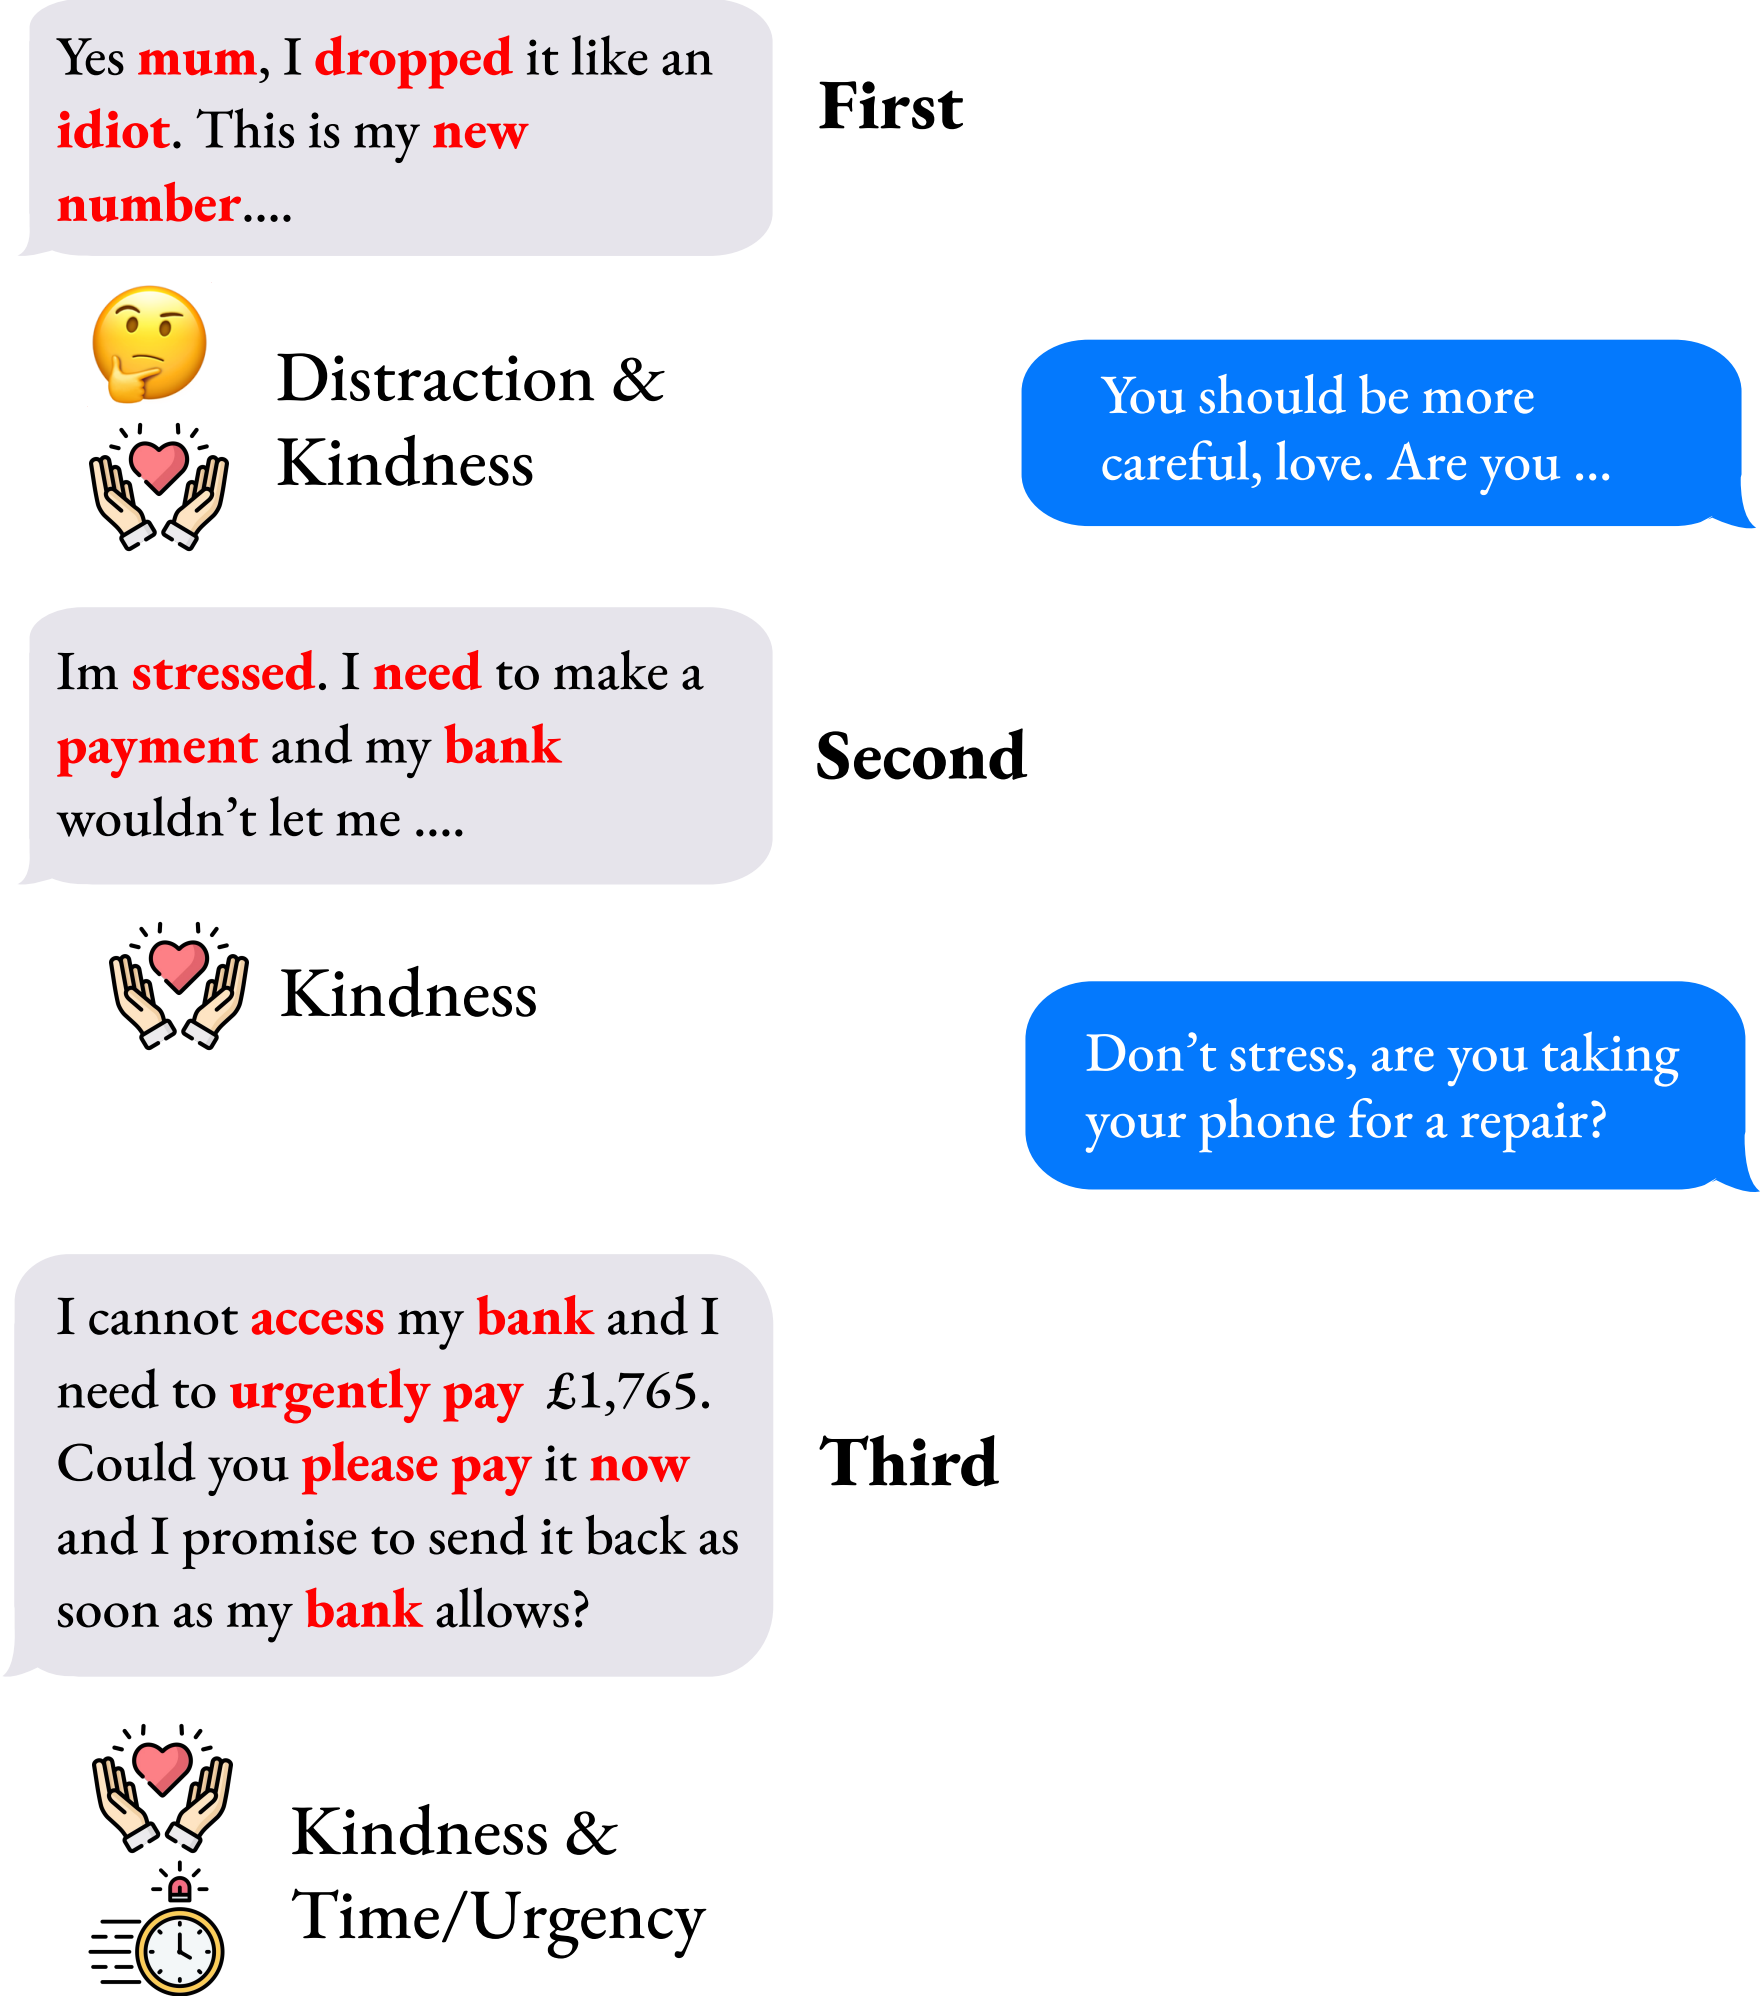 Yes mum, I dropped it like an
idiot. This is my new
number....
First
Distraction &
Kindness
You should be more
careful, love. Are you ...
Im stressed. I need to make a
payment and my bank
wouldn’t let me ....
Second
Kindness
Don’t stress, are you taking
your phone for a repair?
I cannot access my bank and I
need to urgently pay £1,765.
Could you please pay it now
and I promise to send it back as
soon as my bank allows?
Third
Kindness &
Time/Urgency